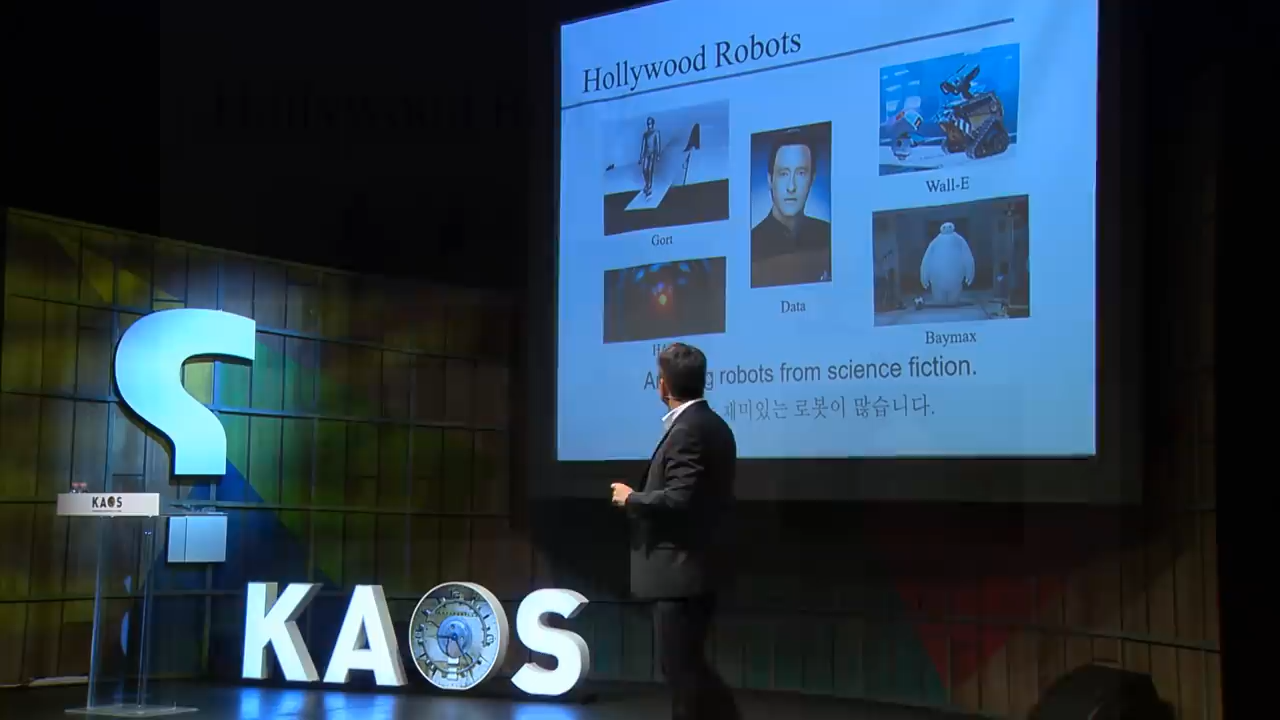 Hollywood Robots
Wall-E
Gort
Data
Baymax
robots from science fiction.
재미있는 로봇이 많습니다.
KAOS
KAOS